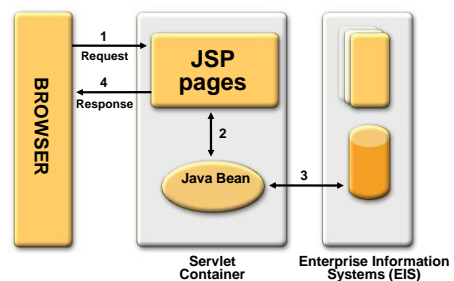 1
Request
4
Response
BROWSER
JSP
pages
2
Java Bean
3
Servlet
Container
Enterprise Information
Systems (EIS)